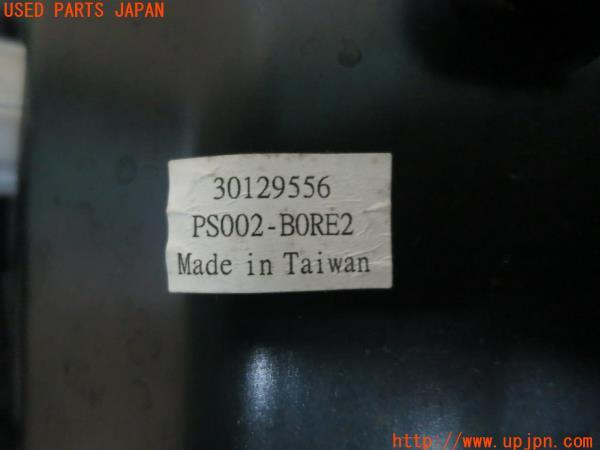 USED PARTS JAPAN
30129556
PS002-B0RE2
Made in Taiwan
http://www.upjpn.com/